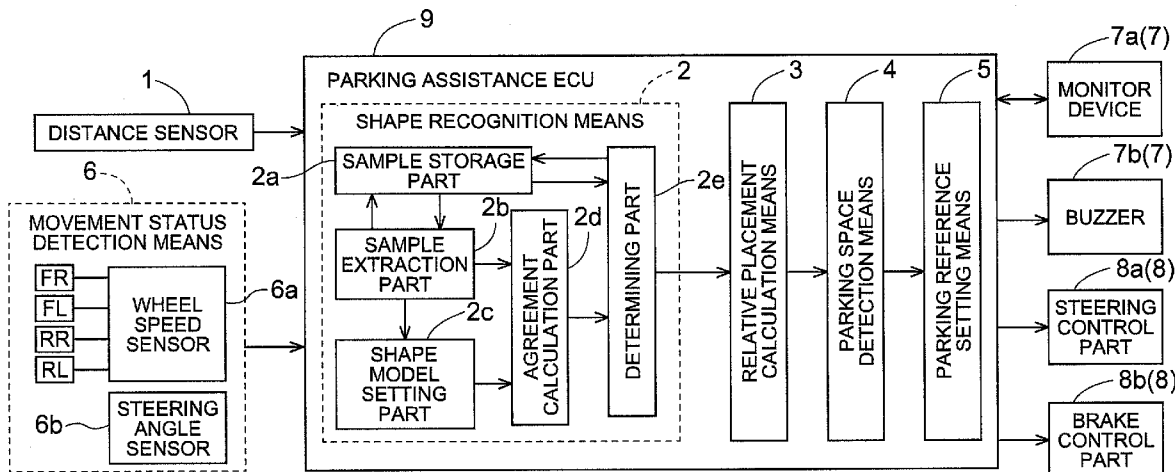 9
PARKING ASSISTANCE ECU
1
DISTANCE SENSOR
2
SHAPE RECOGNITION MEANS
2a
SAMPLE STORAGE
PART
2b
SAMPLE
EXTRACTION
PART
2c
SHAPE
MODEL
SETTING
PART
2d
AGREEMENT
CALCULATION PART
2e
DETERMINING PART
3
RELATIVE PLACEMENT
CALCULATION MEANS
4
PARKING SPACE
DETECTION MEANS
5
PARKING REFERENCE
SETTING MEANS
6
MOVEMENT STATUS
DETECTION MEANS
FR
FL
RR
RL
WHEEL
SPEED
SENSOR
6a
6b
STEERING
ANGLE
SENSOR
7a(7)
MONITOR
DEVICE
7b(7)
BUZZER
8a(8)
STEERING
CONTROL
PART
8b(8)
BRAKE
CONTROL
PART